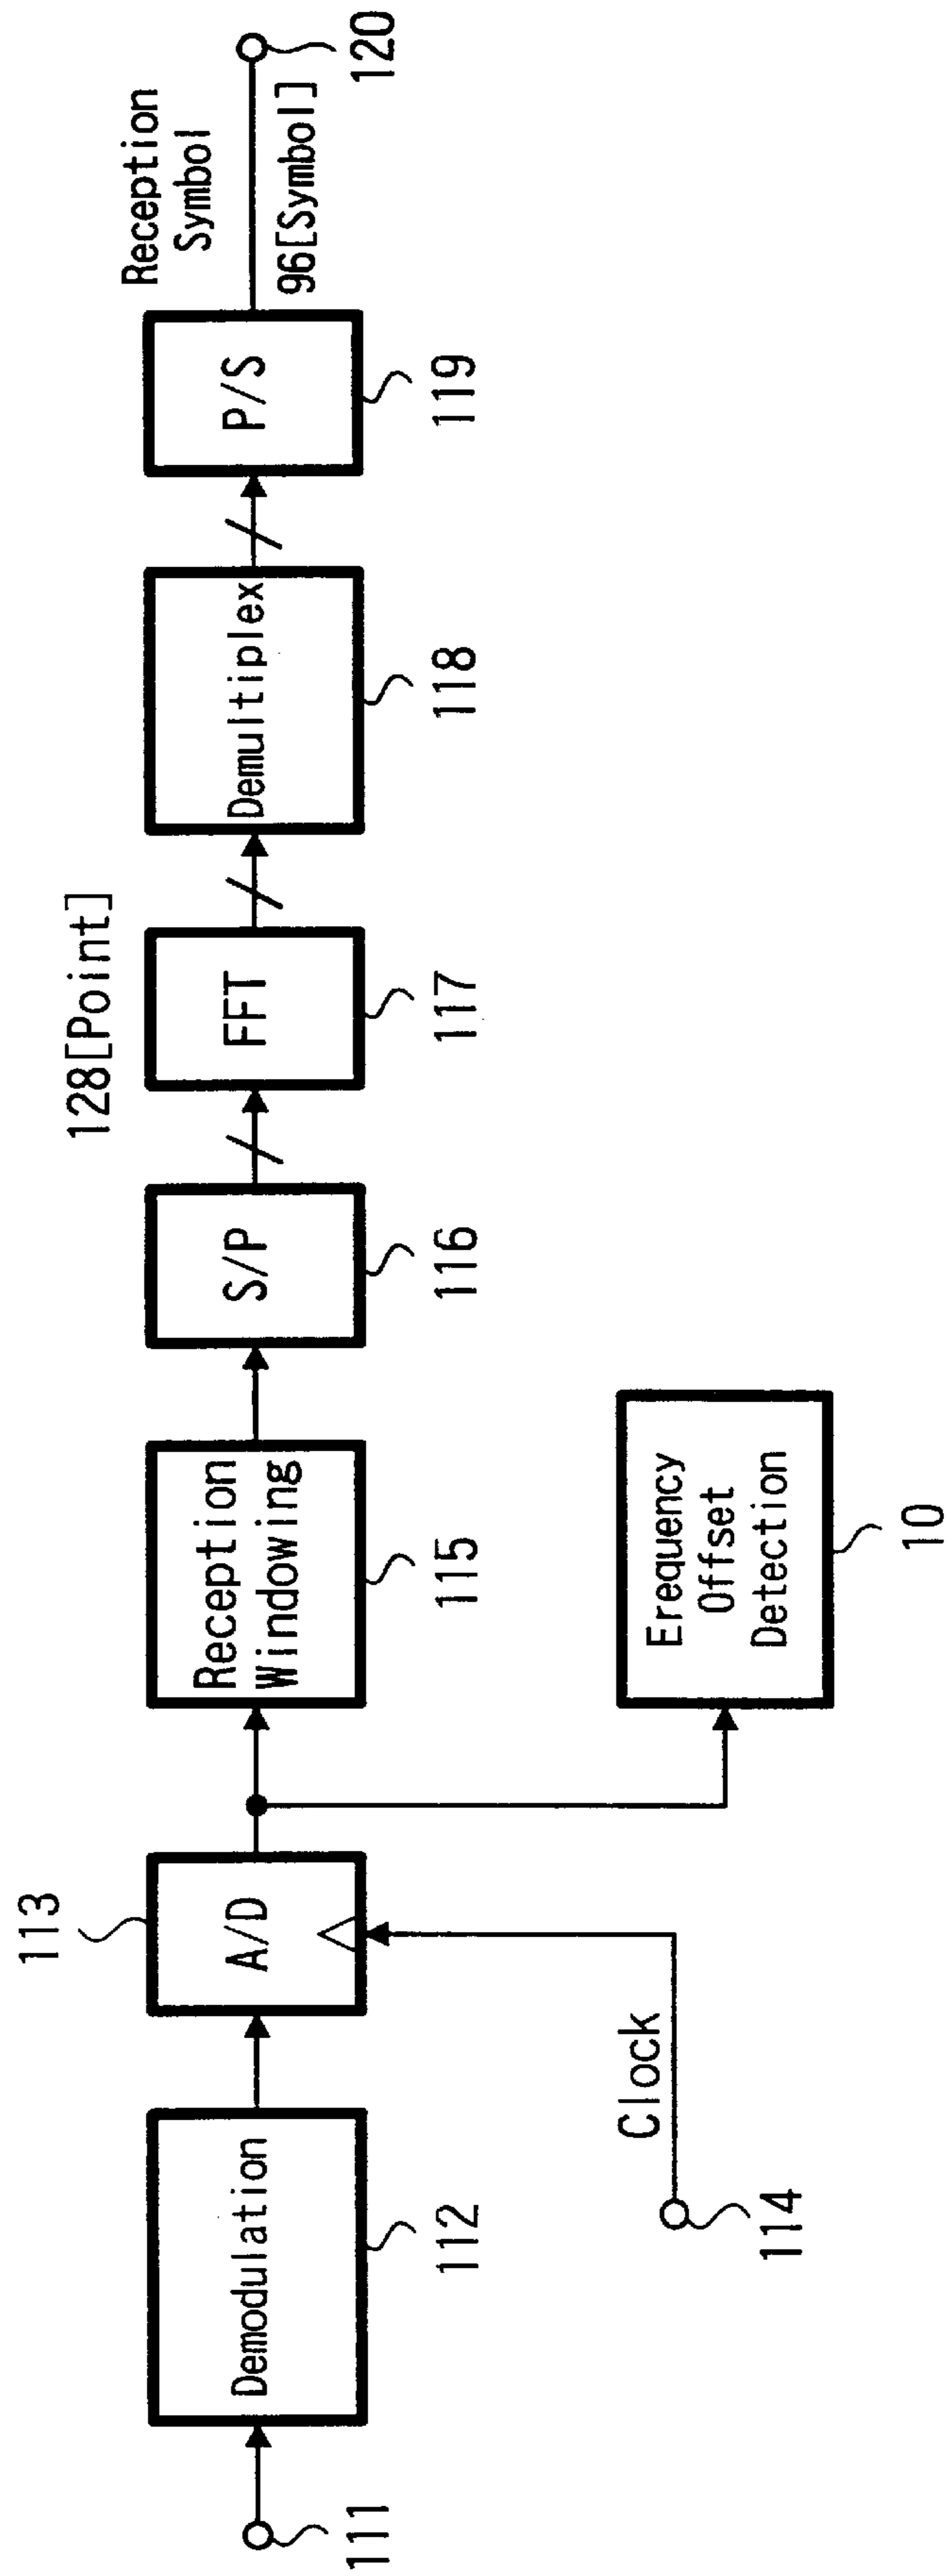 111
Demodulation
112
A/D
113
Clock
114
Reception
Windowing
115
Erequency
Offset
Detection
10
S/P
116
128[Point]
FFT
117
Demultiplex
118
P/S
119
Reception
Symbol
96[Symbol]
120